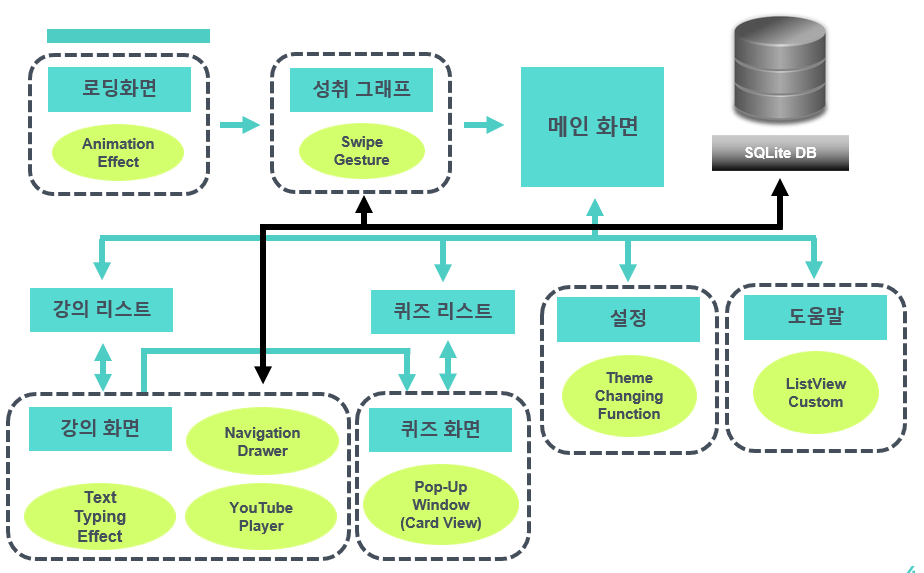 로딩화면
Animation
Effect
성취 그래프
Swipe
Gesture
메인 화면
SQLite DB
강의 리스트
퀴즈 리스트
설정
Theme
Changing
Function
도움말
ListView
Custom
강의 화면
Navigation
Drawer
Text
Typing
Effect
YouTube
Player
퀴즈 화면
Pop-Up
Window
(Card View)